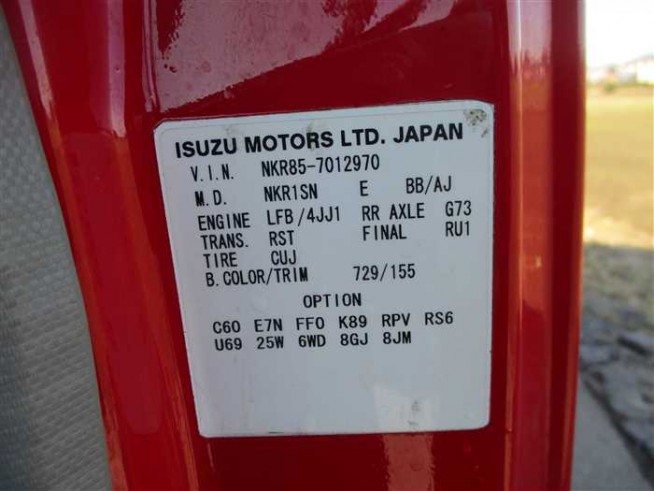 ISUZU MOTORS LTD. JAPAN
V.I.N. NKR85-7012970
M.D. NKR1SN E BB/AJ
ENGINE LFB/4JJ1 RR AXLE G73
TRANS. RST FINAL RU1
TIRE CUJ
B.COLOR/TRIM 729/155
OPTION
C60 E7N FF0 K89 RPV RS6
U69 25W 6WD 8GJ 8JM